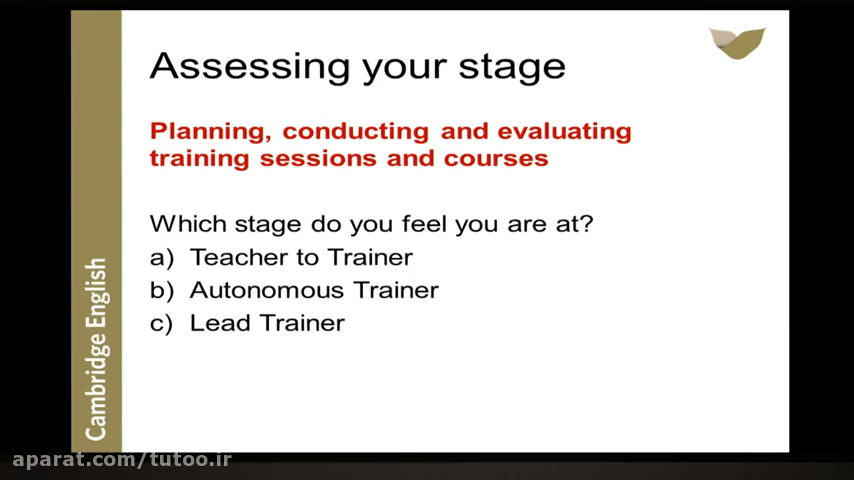 Assessing your stage
Planning, conducting and evaluating
training sessions and courses
Which stage do you feel you are at?
a) Teacher to Trainer
b) Autonomous Trainer
c) Lead Trainer
Cambridge English
aparat.com/tutoo.ir